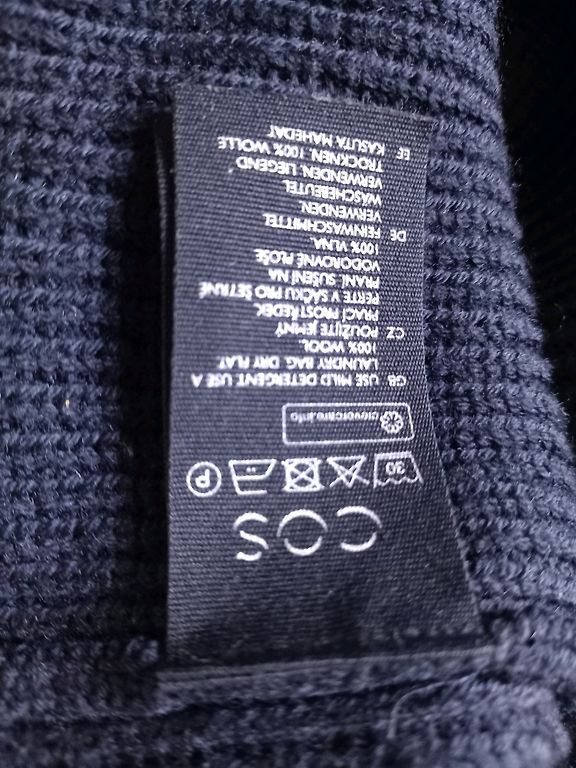 COS
30 P
clevercare.info
GB USE MILD DETERGENT. USE A
LAUNDRY BAG. DRY FLAT.
100% WOOL.
CZ POUŽIJTE JEMNÝ
PRACÍ PROSTŘEDEK.
PERTE V SÁČKU PRO ŠETRNÉ
PRANÍ. SUŠENÍ NA
VODOROVNÉ PLOŠE.
100% VLNA
DE FEINWASCHMITTEL
VERWENDEN.
WÄSCHEBEUTEL
VERWENDEN. LIEGEND
TROCKNEN. 100% WOLLE
EE KASUTA MAHEDAT